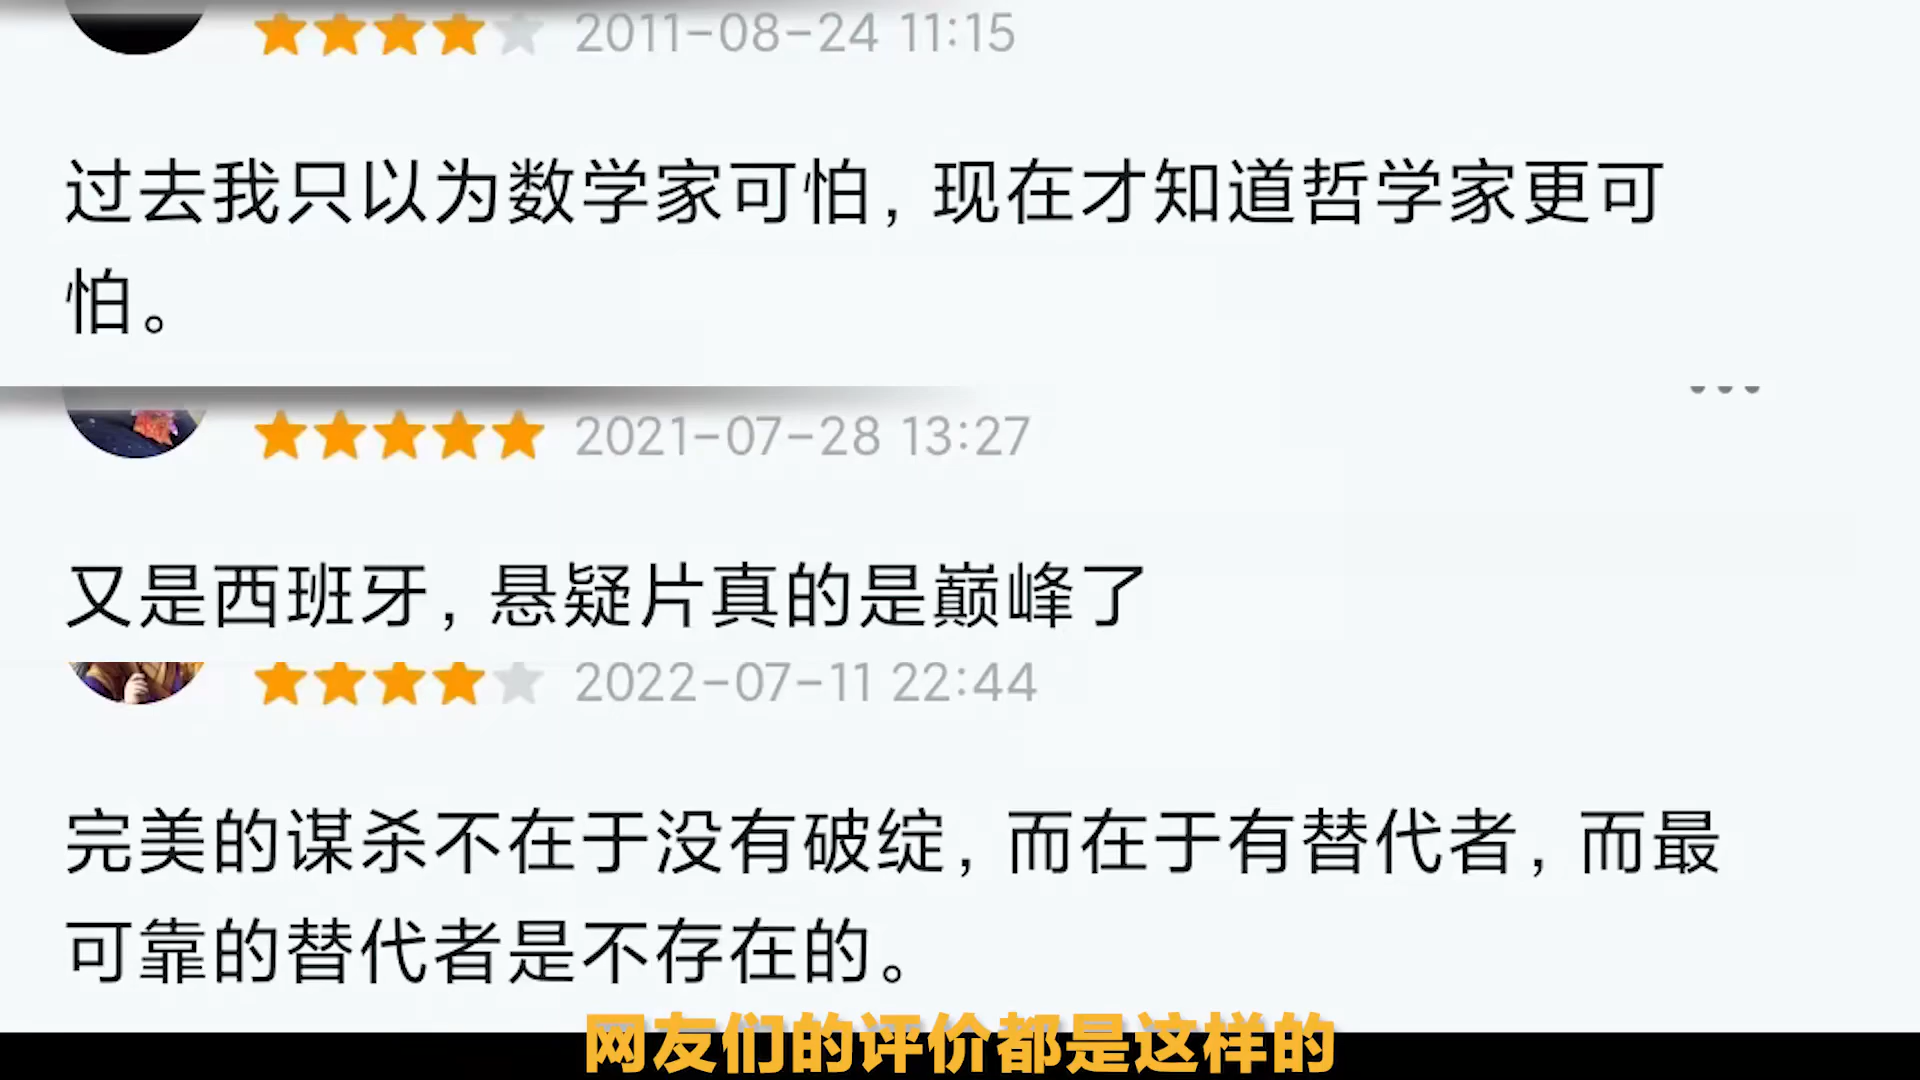 2011-08-24 11:15
过去我只以为数学家可怕，现在才知道哲学家更可
怕。
2021-07-28 13:27
又是西班牙，悬疑片真的是巅峰了
2022-07-11 22:44
完美的谋杀不在于没有破绽，而在于有替代者，而最
可靠的替代者是不存在的。
网友们的评价都是这样的